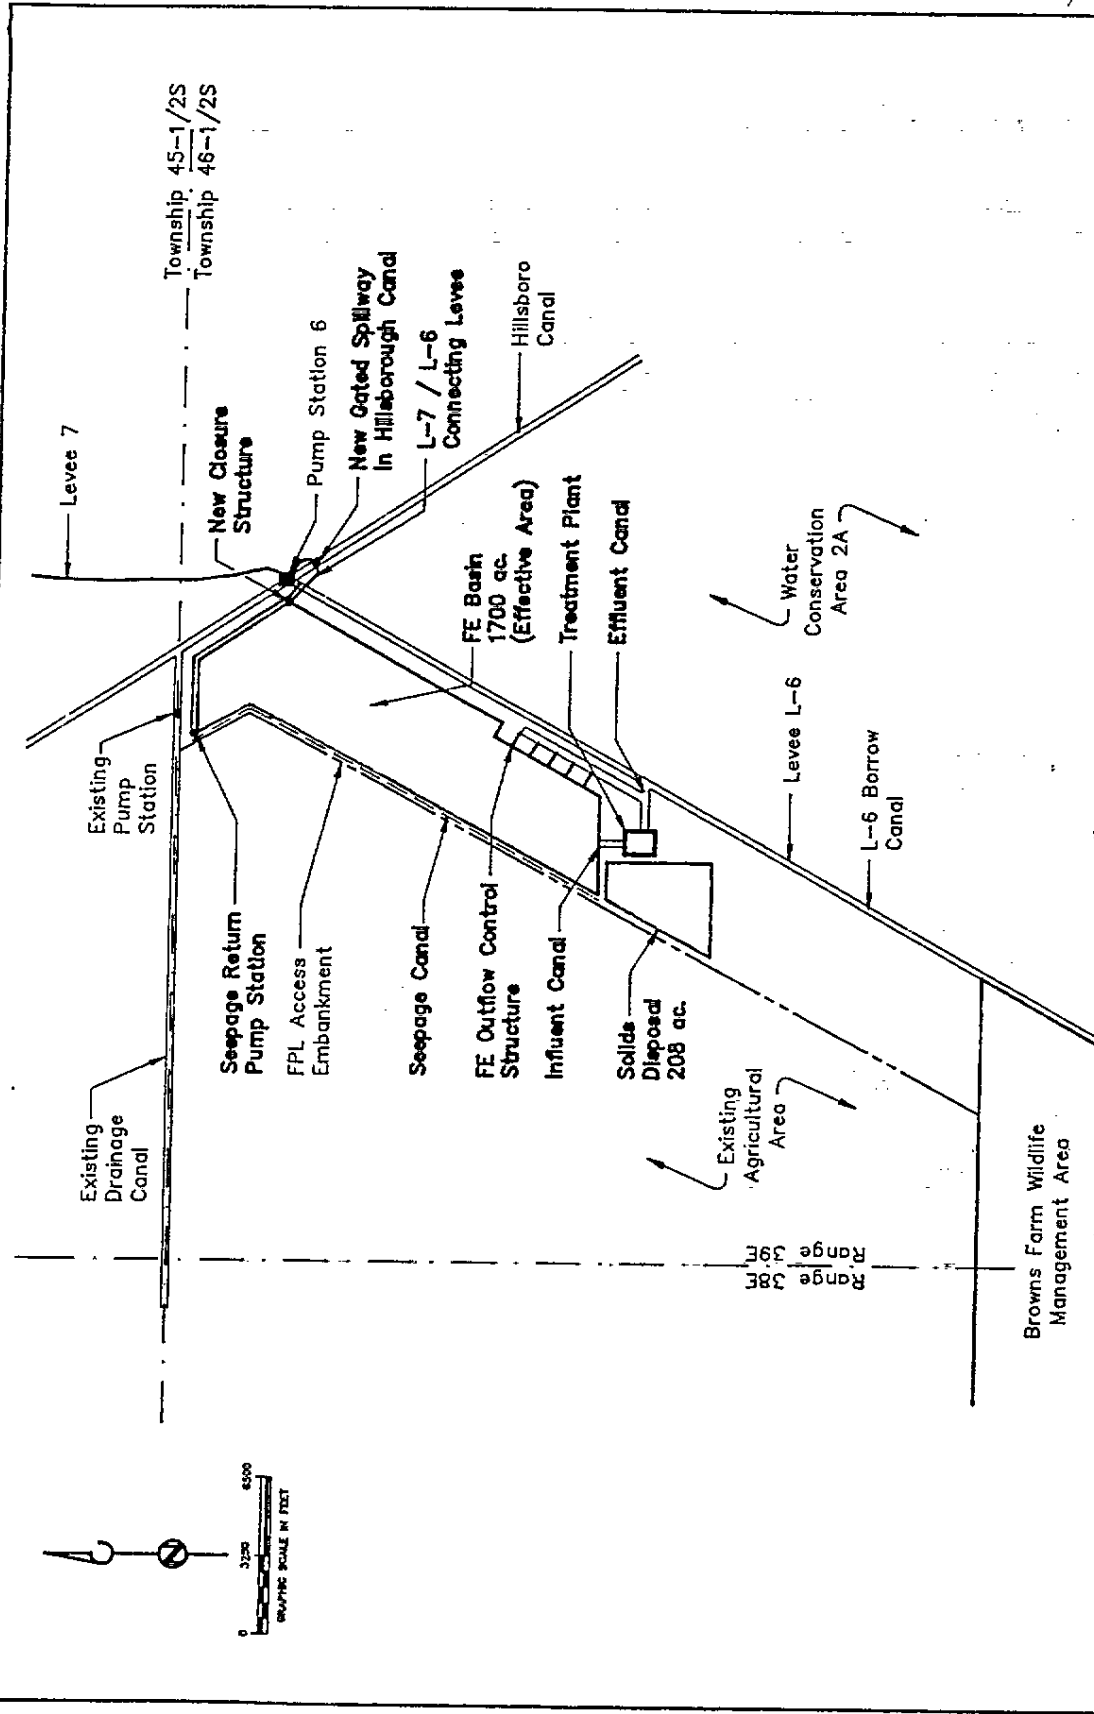 Levee 7
Township 45-1/2S
Township 46-1/2S
New Closure
Structure
Pump Station 6
New Gated Spillway
In Hillsborough Canal
L-7 / L-6
Connecting Levee
Hillsboro
Canal
Existing
Pump
Station
FE Basin
1700 ac.
(Effective Area)
Treatment Plant
Effluent Canal
Water
Conservation
Area 2A
Levee L-6
L-6 Borrow
Canal
Existing
Drainage
Canal
Seepage Return
Pump Station
FPL Access
Embankment
Seepage Canal
FE Outflow Control
Structure
Influent Canal
Solids
Disposal
208 ac.
Existing
Agricultural
Area
Range 39E
Range 38E
Browns Farm Wildlife
Management Area
N
0 3250 6500
GRAPHIC SCALE IN FEET